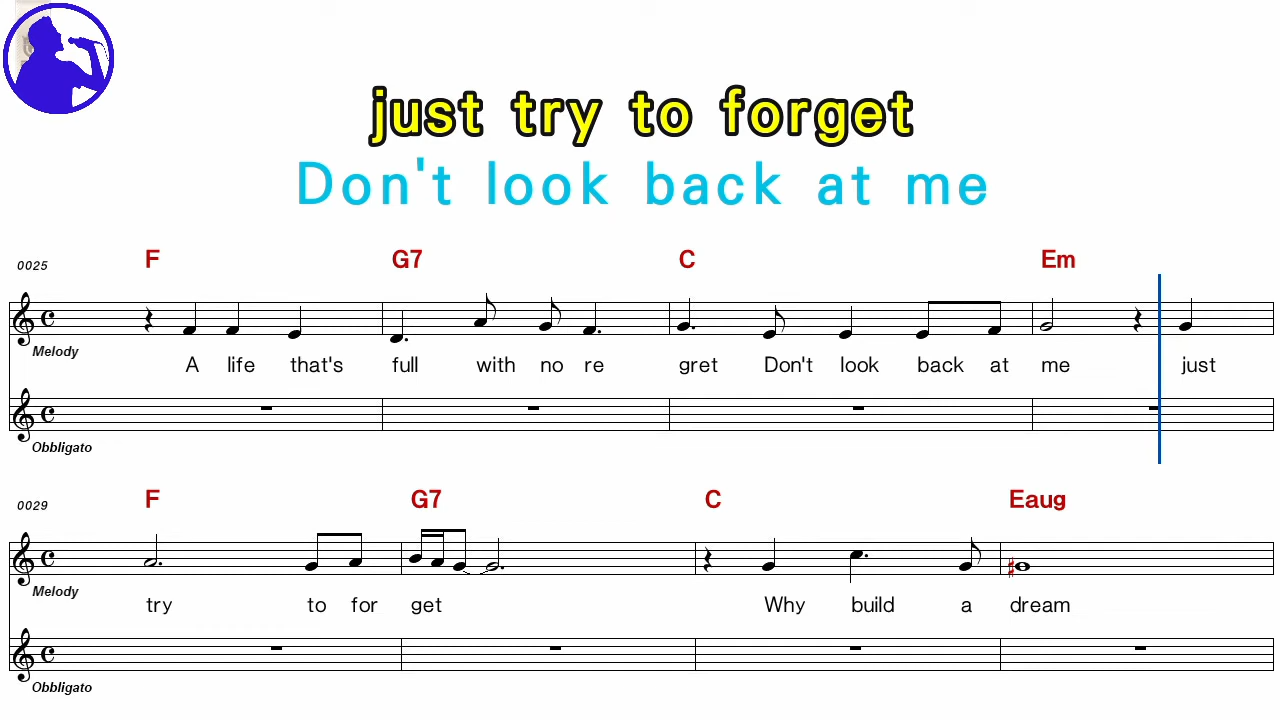 just try to forget
Don't look back at me
0025 F G7 C Em
Melody
A life that's full with no re gret Don't look back at me just
Obbligato
0029 F G7 C Eaug
Melody
try to for get Why build a dream
Obbligato